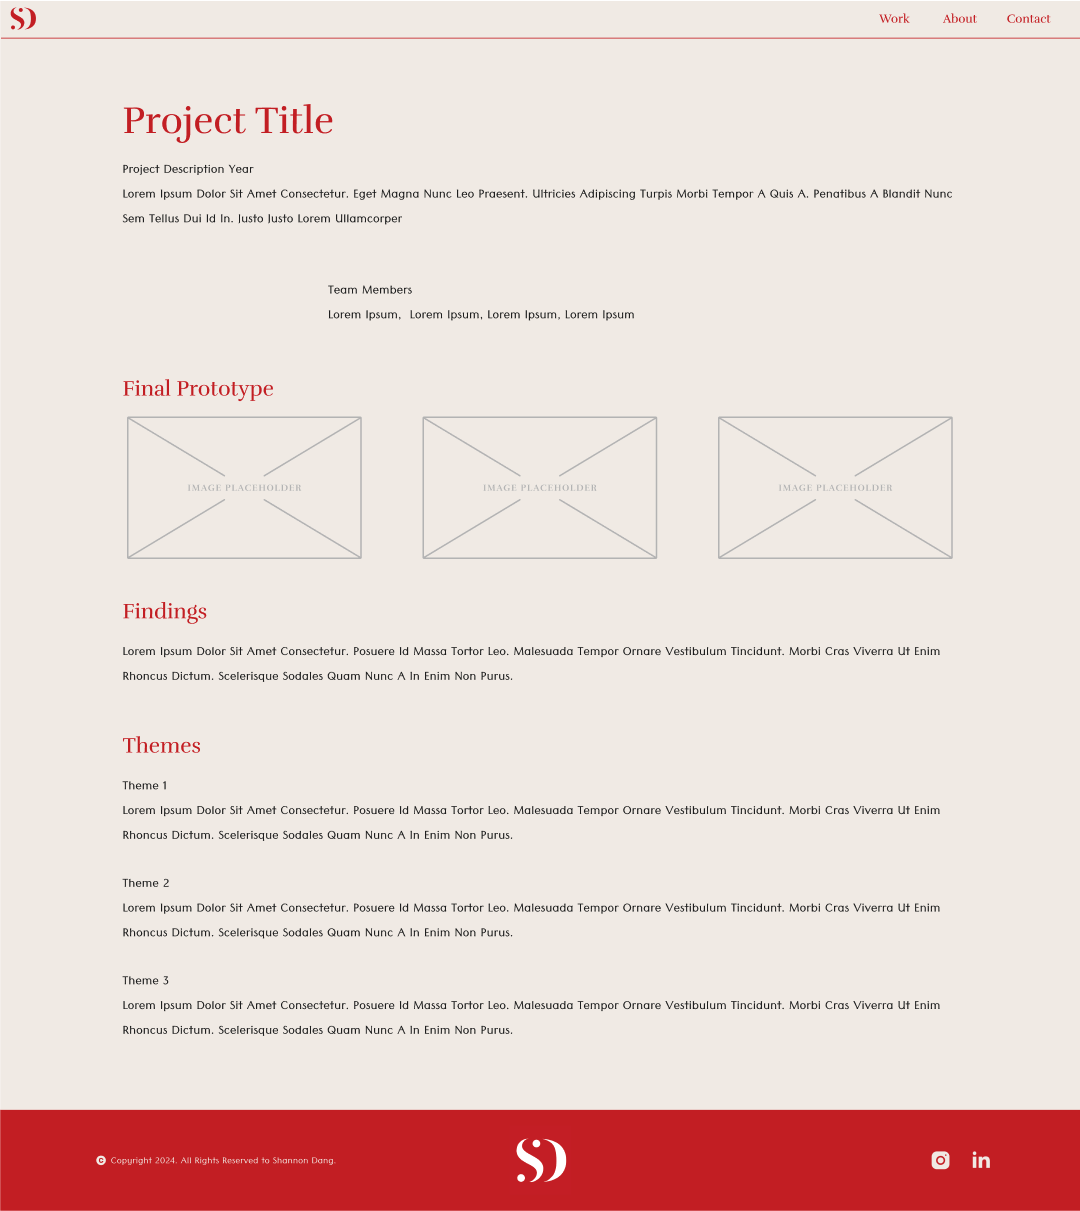 SD
Work About Contact
Project Title
Project Description Year
Lorem Ipsum Dolor Sit Amet Consectetur. Eget Magna Nunc Leo Praesent. Ultricies Adipiscing Turpis Morbi Tempor A Quis A. Penatibus A Blandit Nunc
Sem Tellus Dui Id In. Justo Justo Lorem Ullamcorper
Team Members
Lorem Ipsum,  Lorem Ipsum, Lorem Ipsum, Lorem Ipsum
Final Prototype
IMAGE PLACEHOLDER IMAGE PLACEHOLDER IMAGE PLACEHOLDER
Findings
Lorem Ipsum Dolor Sit Amet Consectetur. Posuere Id Massa Tortor Leo. Malesuada Tempor Ornare Vestibulum Tincidunt. Morbi Cras Viverra Ut Enim
Rhoncus Dictum. Scelerisque Sodales Quam Nunc A In Enim Non Purus.
Themes
Theme 1
Lorem Ipsum Dolor Sit Amet Consectetur. Posuere Id Massa Tortor Leo. Malesuada Tempor Ornare Vestibulum Tincidunt. Morbi Cras Viverra Ut Enim
Rhoncus Dictum. Scelerisque Sodales Quam Nunc A In Enim Non Purus.
Theme 2
Lorem Ipsum Dolor Sit Amet Consectetur. Posuere Id Massa Tortor Leo. Malesuada Tempor Ornare Vestibulum Tincidunt. Morbi Cras Viverra Ut Enim
Rhoncus Dictum. Scelerisque Sodales Quam Nunc A In Enim Non Purus.
Theme 3
Lorem Ipsum Dolor Sit Amet Consectetur. Posuere Id Massa Tortor Leo. Malesuada Tempor Ornare Vestibulum Tincidunt. Morbi Cras Viverra Ut Enim
Rhoncus Dictum. Scelerisque Sodales Quam Nunc A In Enim Non Purus.
© Copyright 2024. All Rights Reserved to Shannon Dang.
SD
in